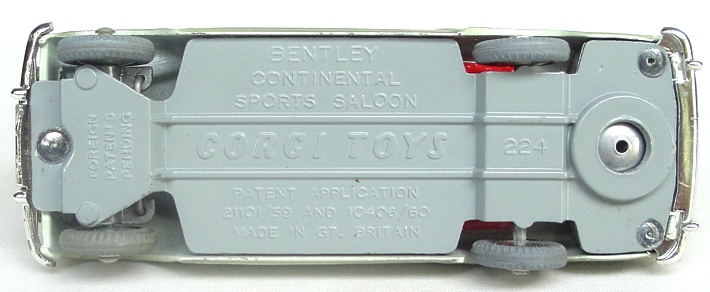 BENTLEY
CONTINENTAL
SPORTS SALOON
CORGI TOYS
224
PATENT APPLICATION
21101/59 AND 10406/60
MADE IN GT. BRITAIN
FOREIGN
PATENTS
PENDING